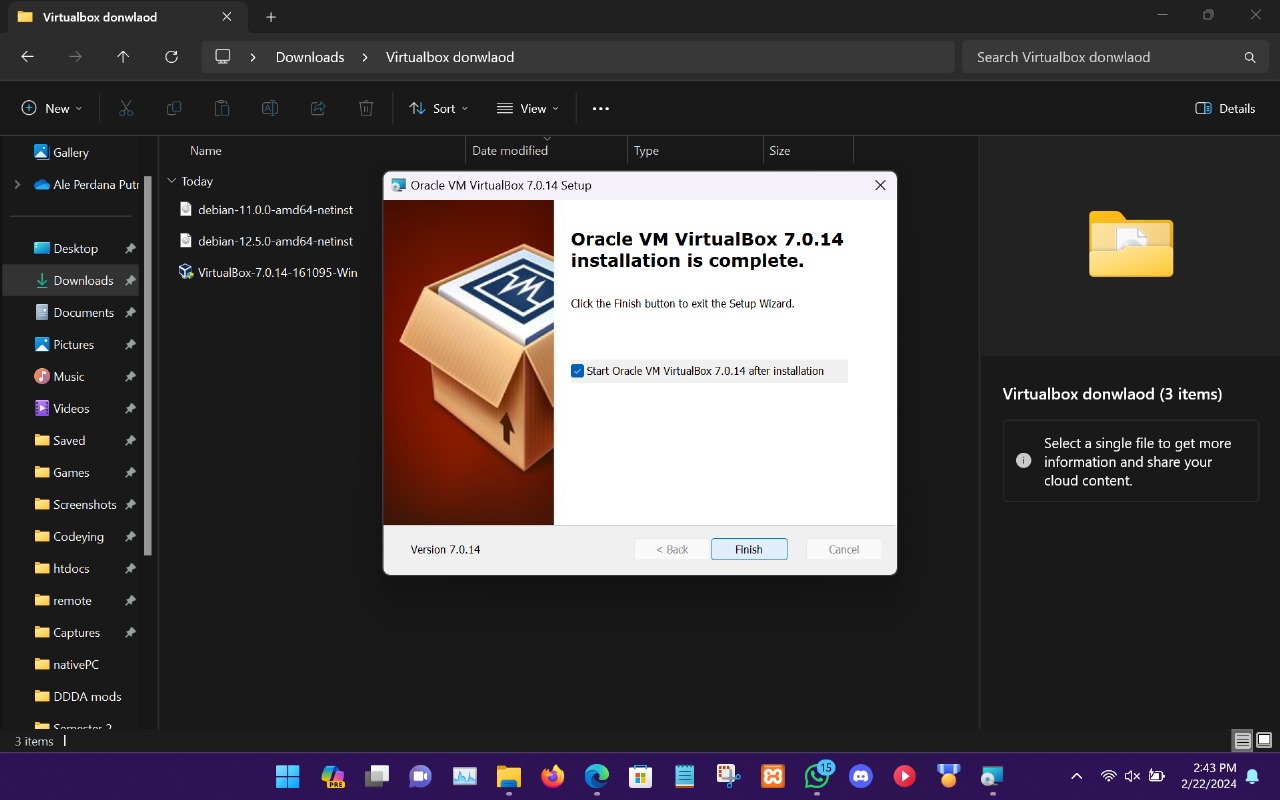 Virtualbox donwlaod
Downloads
Virtualbox donwlaod
Search Virtualbox donwlaod
New
Sort
View
Details
Gallery
Ale Perdana Putr
Desktop
Downloads
Documents
Pictures
Music
Videos
Saved
Games
Screenshots
Codeying
htdocs
remote
Captures
nativePC
DDDA mods
Semester 2
3 items
Name
Date modified
Type
Size
Today
debian-11.0.0-amd64-netinst
debian-12.5.0-amd64-netinst
VirtualBox-7.0.14-161095-Win
Oracle VM VirtualBox 7.0.14 Setup
Oracle VM VirtualBox 7.0.14
installation is complete.
Click the Finish button to exit the Setup Wizard.
Start Oracle VM VirtualBox 7.0.14 after installation
Version 7.0.14
< Back
Finish
Cancel
Virtualbox donwlaod (3 items)
Select a single file to get more
information and share your
cloud content.
PRE
15
2:43 PM
2/22/2024